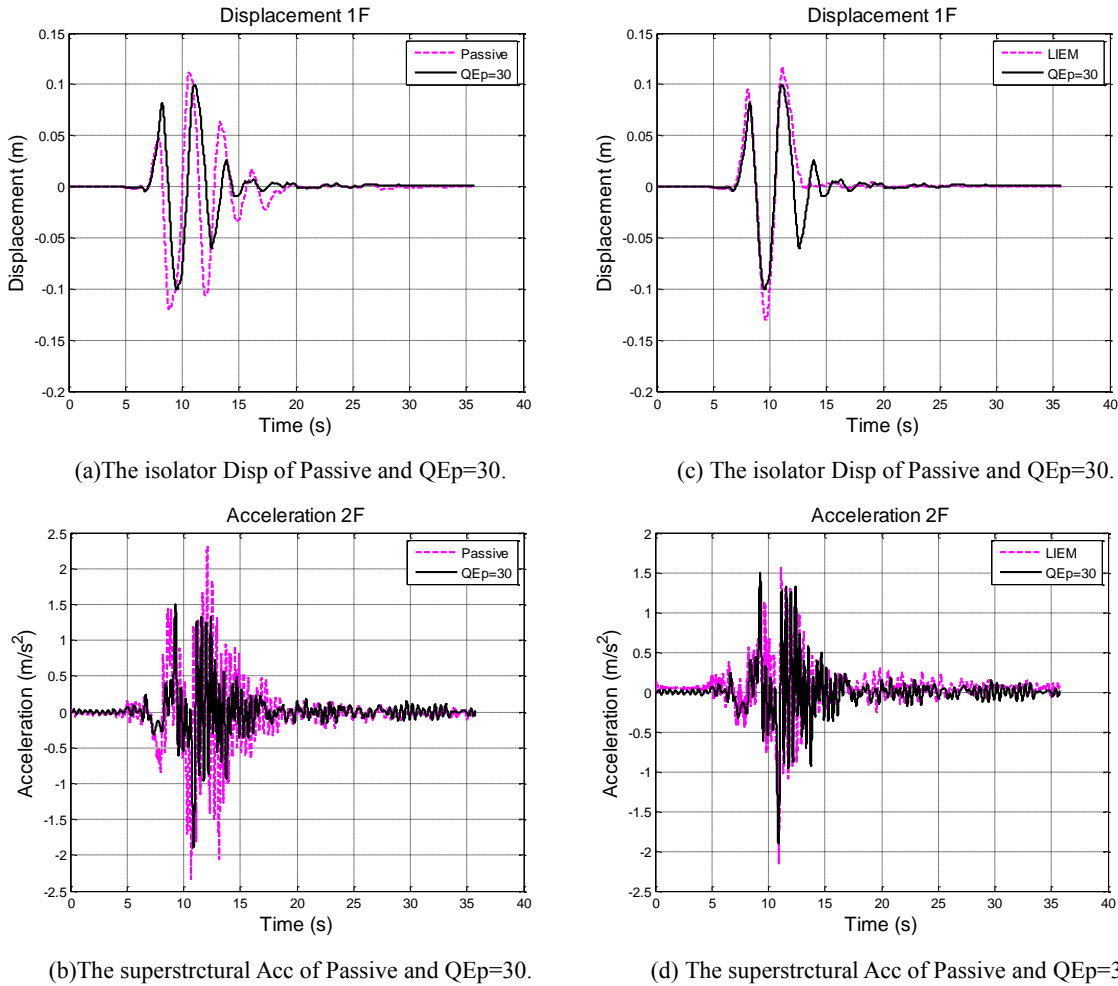 Displacement 1F
0.15
0.1
0.05
0
-0.05
-0.1
-0.15
-0.2
Displacement (m)
Passive
QEp=30
0 5 10 15 20 25 30 35 40
Time (s)
(a)The isolator Disp of Passive and QEp=30.
Acceleration 2F
2.5
2
1.5
1
0.5
0
-0.5
-1
-1.5
-2
-2.5
Acceleration (m/s²)
Passive
QEp=30
0 5 10 15 20 25 30 35 40
Time (s)
(b)The superstrctural Acc of Passive and QEp=30.
Displacement 1F
0.15
0.1
0.05
0
-0.05
-0.1
-0.15
-0.2
Displacement (m)
LIEM
QEp=30
0 5 10 15 20 25 30 35 40
Time (s)
(c) The isolator Disp of Passive and QEp=30.
Acceleration 2F
2
1.5
1
0.5
0
-0.5
-1
-1.5
-2
-2.5
Acceleration (m/s²)
LIEM
QEp=30
0 5 10 15 20 25 30 35 40
Time (s)
(d) The superstrctural Acc of Passive and QEp=3